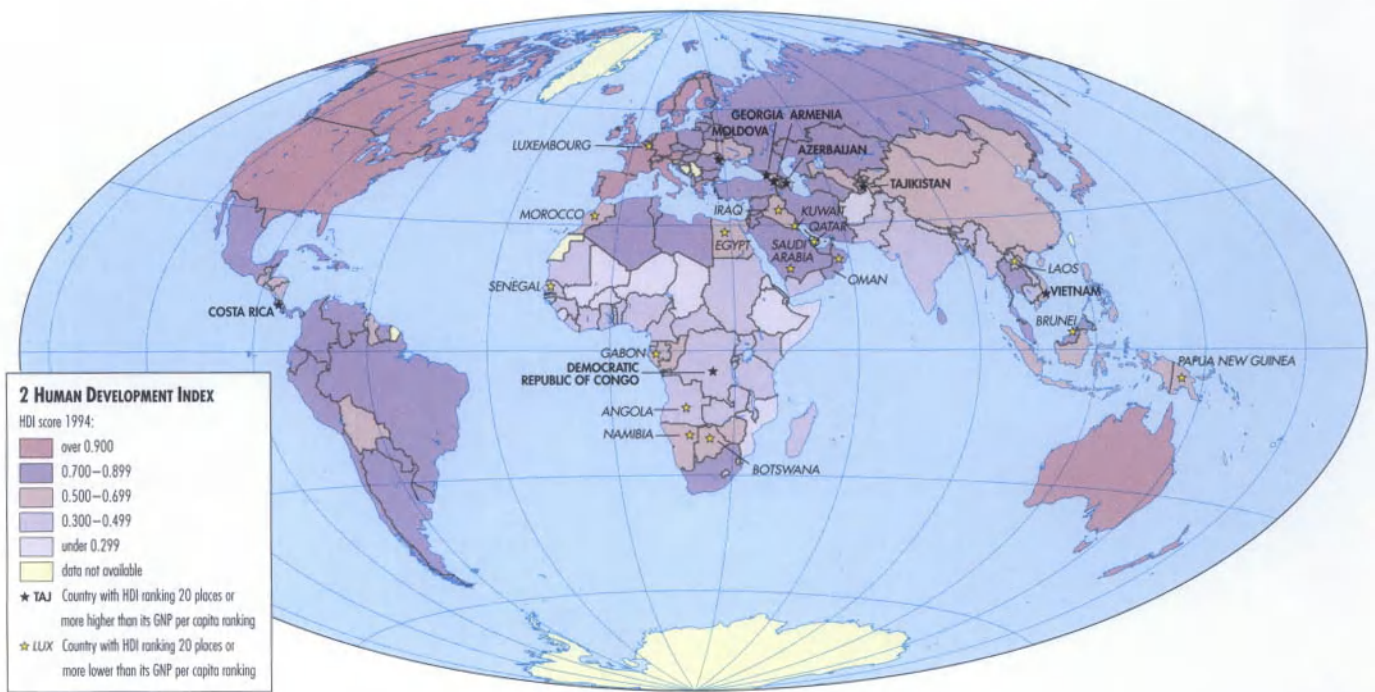 GEORGIA ARMENIA
MOLDOVA
LUXEMBOURG
AZERBAIJAN
TAJIKISTAN
MOROCCO
IRAQ
KUWAIT
QATAR
EGYPT
SAUDI
ARABIA
OMAN
LAOS
SENEGAL
VIETNAM
COSTA RICA
BRUNEI
GABON
PAPUA NEW GUINEA
DEMOCRATIC
REPUBLIC OF CONGO
ANGOLA
NAMIBIA
BOTSWANA
2 HUMAN DEVELOPMENT INDEX
HDI score 1994:
over 0.900
0.700–0.899
0.500–0.699
0.300–0.499
under 0.299
data not available
★ TAJ Country with HDI ranking 20 places or
more higher than its GNP per capita ranking
☆ LUX Country with HDI ranking 20 places or
more lower than its GNP per capita ranking